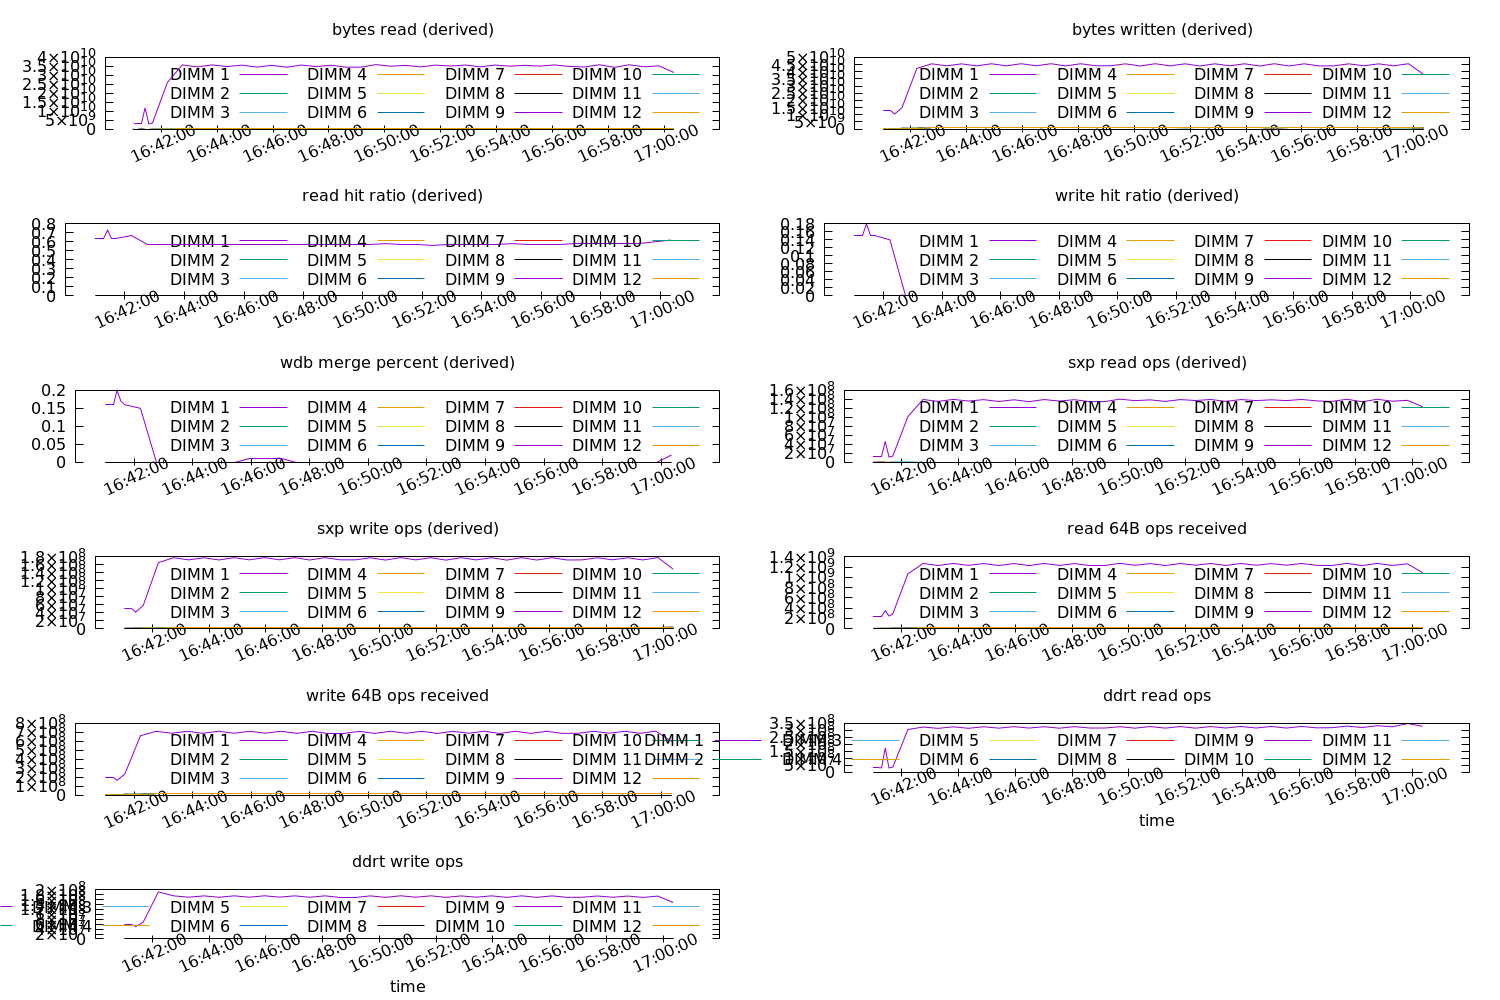 bytes read (derived)
4×10^10
3.5×10^10
3×10^10
2.5×10^10
2×10^10
1.5×10^10
1×10^10
5×10^9
0
DIMM 1 DIMM 4 DIMM 7 DIMM 10
DIMM 2 DIMM 5 DIMM 8 DIMM 11
DIMM 3 DIMM 6 DIMM 9 DIMM 12
16:42:00 16:44:00 16:46:00 16:48:00 16:50:00 16:52:00 16:54:00 16:56:00 16:58:00 17:00:00
bytes written (derived)
5×10^10
4.5×10^10
5×10^9
0
DIMM 1 DIMM 4 DIMM 7 DIMM 10
DIMM 2 DIMM 5 DIMM 8 DIMM 11
DIMM 3 DIMM 6 DIMM 9 DIMM 12
16:42:00 16:44:00 16:46:00 16:48:00 16:50:00 16:52:00 16:54:00 16:56:00 16:58:00 17:00:00
read hit ratio (derived)
0.8
0.7
0.6
0.5
0.4
0.3
0.2
0.1
0
DIMM 1 DIMM 4 DIMM 7 DIMM 10
DIMM 2 DIMM 5 DIMM 8 DIMM 11
DIMM 3 DIMM 6 DIMM 9 DIMM 12
16:42:00 16:44:00 16:46:00 16:48:00 16:50:00 16:52:00 16:54:00 16:56:00 16:58:00 17:00:00
write hit ratio (derived)
0.18
0.16
0.14
0.12
0.1
0.08
0.06
0.04
0.02
0
DIMM 1 DIMM 4 DIMM 7 DIMM 10
DIMM 2 DIMM 5 DIMM 8 DIMM 11
DIMM 3 DIMM 6 DIMM 9 DIMM 12
16:42:00 16:44:00 16:46:00 16:48:00 16:50:00 16:52:00 16:54:00 16:56:00 16:58:00 17:00:00
wdb merge percent (derived)
0.2
0.15
0.1
0.05
0
DIMM 1 DIMM 4 DIMM 7 DIMM 10
DIMM 2 DIMM 5 DIMM 8 DIMM 11
DIMM 3 DIMM 6 DIMM 9 DIMM 12
16:42:00 16:44:00 16:46:00 16:48:00 16:50:00 16:52:00 16:54:00 16:56:00 16:58:00 17:00:00
sxp read ops (derived)
1.6×10^8
1.4×10^8
1.2×10^8
1×10^8
8×10^7
6×10^7
4×10^7
2×10^7
0
DIMM 1 DIMM 4 DIMM 7 DIMM 10
DIMM 2 DIMM 5 DIMM 8 DIMM 11
DIMM 3 DIMM 6 DIMM 9 DIMM 12
16:42:00 16:44:00 16:46:00 16:48:00 16:50:00 16:52:00 16:54:00 16:56:00 16:58:00 17:00:00
sxp write ops (derived)
1.8×10^8
1.6×10^8
1.4×10^8
1.2×10^8
1×10^8
8×10^7
6×10^7
4×10^7
2×10^7
0
DIMM 1 DIMM 4 DIMM 7 DIMM 10
DIMM 2 DIMM 5 DIMM 8 DIMM 11
DIMM 3 DIMM 6 DIMM 9 DIMM 12
16:42:00 16:44:00 16:46:00 16:48:00 16:50:00 16:52:00 16:54:00 16:56:00 16:58:00 17:00:00
read 64B ops received
1.4×10^9
1.2×10^9
1×10^9
8×10^8
6×10^8
4×10^8
2×10^8
0
DIMM 1 DIMM 4 DIMM 7 DIMM 10
DIMM 2 DIMM 5 DIMM 8 DIMM 11
DIMM 3 DIMM 6 DIMM 9 DIMM 12
16:42:00 16:44:00 16:46:00 16:48:00 16:50:00 16:52:00 16:54:00 16:56:00 16:58:00 17:00:00
write 64B ops received
8×10^8
7×10^8
6×10^8
5×10^8
4×10^8
3×10^8
2×10^8
1×10^8
0
DIMM 1 DIMM 4 DIMM 7 DIMM 10
DIMM 2 DIMM 5 DIMM 8 DIMM 11
DIMM 3 DIMM 6 DIMM 9 DIMM 12
16:42:00 16:44:00 16:46:00 16:48:00 16:50:00 16:52:00 16:54:00 16:56:00 16:58:00 17:00:00
ddrt read ops
3.5×10^8
5×10^7
0
DIMM 1 DIMM 3 DIMM 5 DIMM 7 DIMM 9 DIMM 11
DIMM 2 DIMM 4 DIMM 6 DIMM 8 DIMM 10 DIMM 12
16:42:00 16:44:00 16:46:00 16:48:00 16:50:00 16:52:00 16:54:00 16:56:00 16:58:00 17:00:00
time
ddrt write ops
2×10^8
2×10^7
0
DIMM 3 DIMM 5 DIMM 7 DIMM 9 DIMM 11
DIMM 4 DIMM 6 DIMM 8 DIMM 10 DIMM 12
16:42:00 16:44:00 16:46:00 16:48:00 16:50:00 16:52:00 16:54:00 16:56:00 16:58:00 17:00:00
time